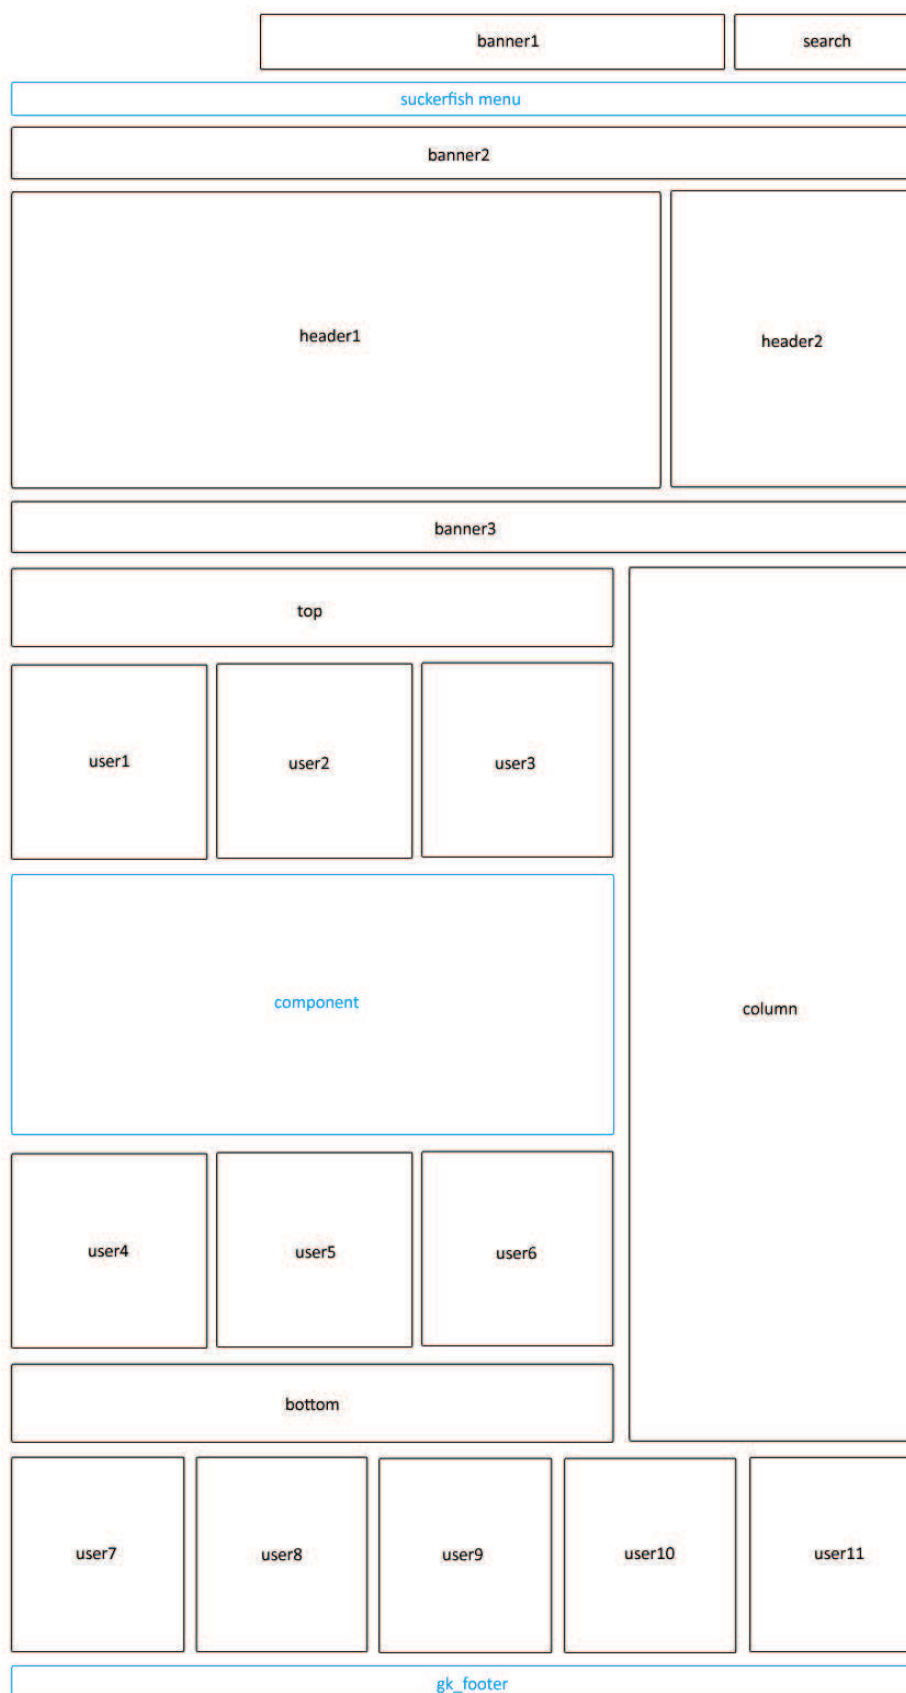 banner1
search
suckerfish menu
banner2
header1
header2
banner3
top
user1
user2
user3
component
column
user4
user5
user6
bottom
user7
user8
user9
user10
user11
gk_footer